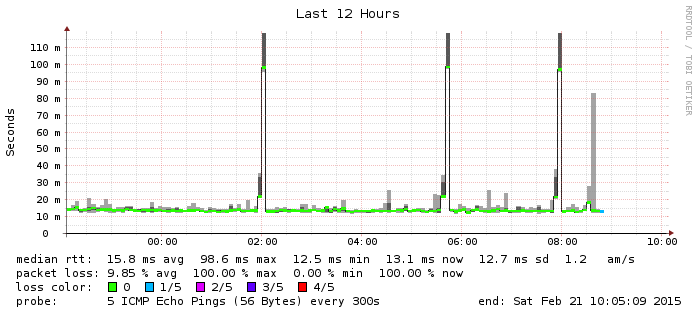 Last 12 Hours
RRDTOOL / TOBI OETIKER
Seconds
110 m
100 m
90 m
80 m
70 m
60 m
50 m
40 m
30 m
20 m
10 m
0
00:00 02:00 04:00 06:00 08:00 10:00
median rtt: 15.8 ms avg 98.6 ms max 12.5 ms min 13.1 ms now 12.7 ms sd 1.2 am/s
packet loss: 9.85 % avg 100.00 % max 0.00 % min 100.00 % now
loss color: 0 1/5 2/5 3/5 4/5
probe: 5 ICMP Echo Pings (56 Bytes) every 300s end: Sat Feb 21 10:05:09 2015